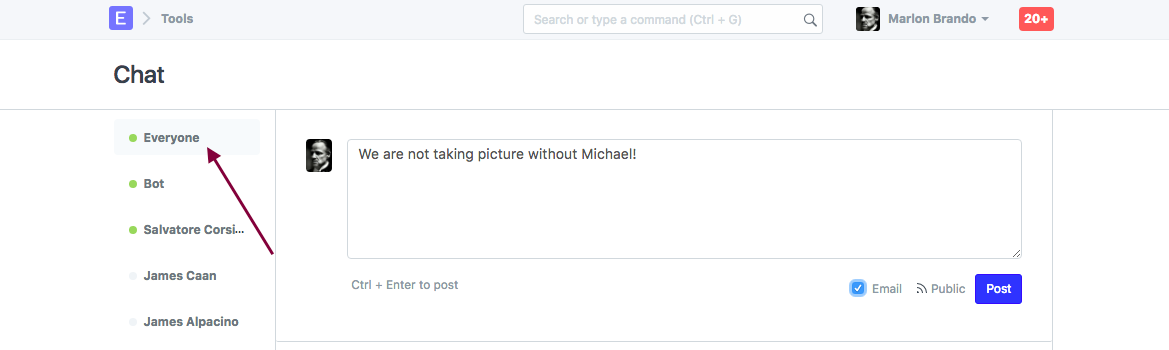 E Tools Search or type a command (Ctrl + G) Marlon Brando 20+
Chat
Everyone
Bot
Salvatore Corsi...
James Caan
James Alpacino
We are not taking picture without Michael!
Ctrl + Enter to post Email Public Post